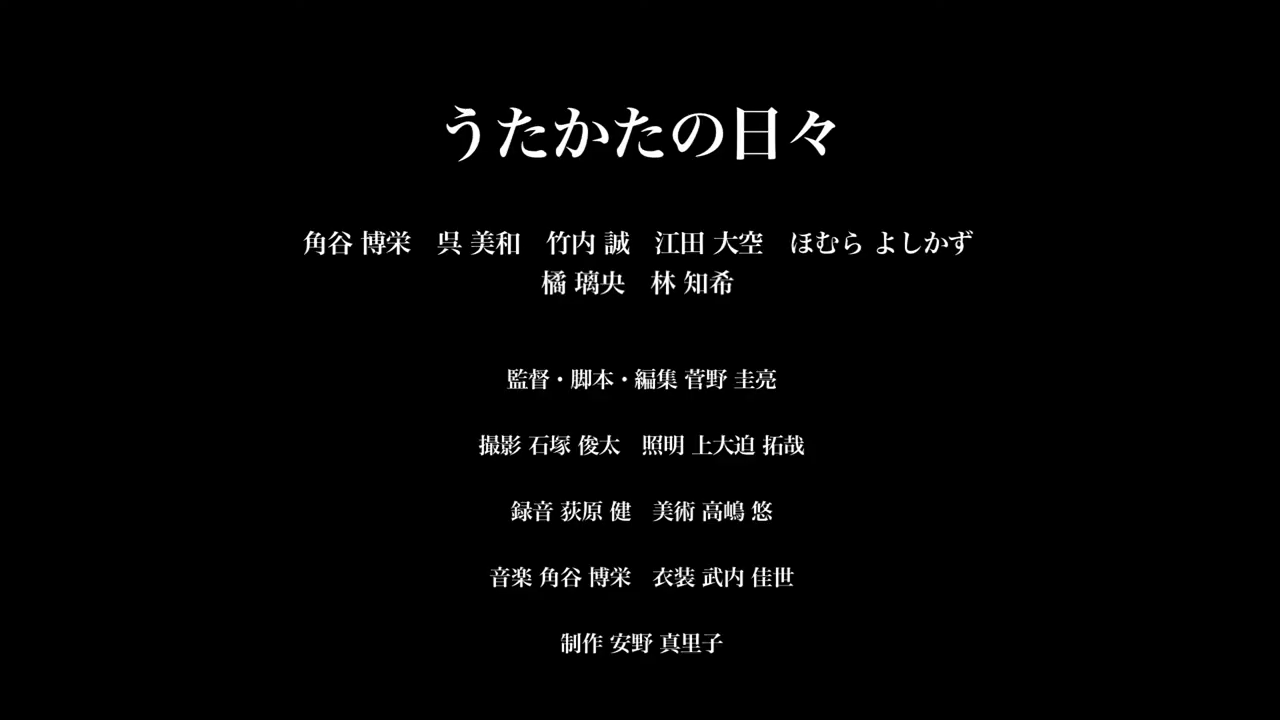 うたかたの日々
角谷 博栄　呉 美和　竹内 誠　江田 大空　ほむら よしかず
橘 璃央　林 知希
監督・脚本・編集 菅野 圭亮
撮影 石塚 俊太　照明 上大迫 拓哉
録音 荻原 健　美術 高嶋 悠
音楽 角谷 博栄　衣装 武内 佳世
制作 安野 真里子